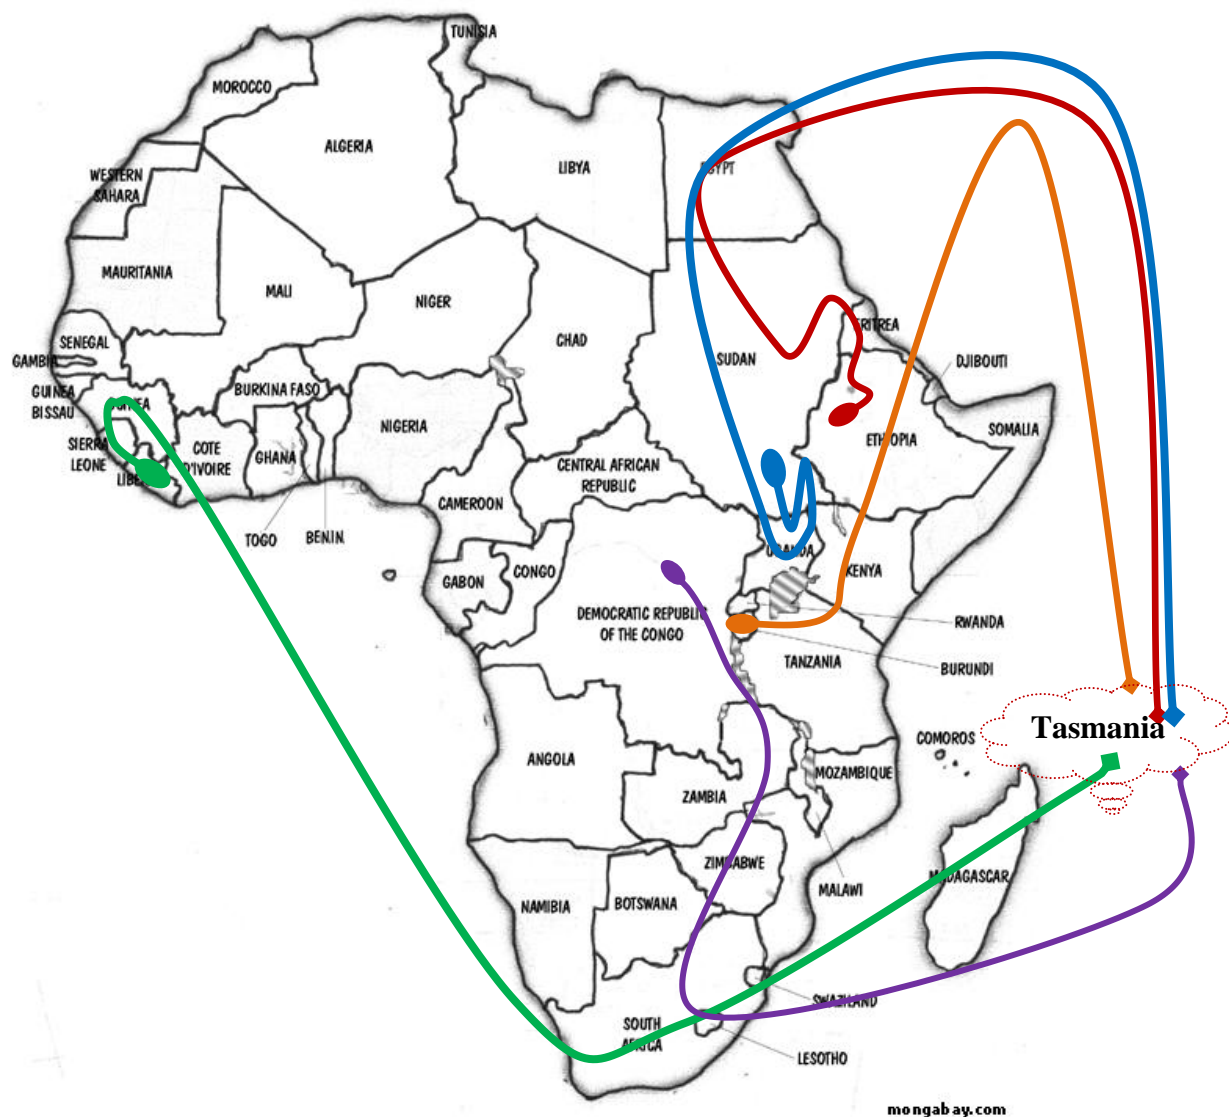 TUNISIA
MOROCCO
ALGERIA
LIBYA
EGYPT
WESTERN
SAHARA
MAURITANIA
MALI
NIGER
CHAD
SUDAN
ERITREA
DJIBOUTI
SENEGAL
GAMBIA
GUINEA
BISSAU
GUINEA
BURKINA FASO
NIGERIA
ETHIOPIA
SOMALIA
SIERRA
LEONE
LIBE
COTE
D'IVOIRE
GHANA
CENTRAL AFRICAN
REPUBLIC
CAMEROON
TOGO
BENIN
UGANDA
KENYA
GABON
CONGO
DEMOCRATIC REPUBLIC
OF THE CONGO
RWANDA
BURUNDI
TANZANIA
Tasmania
COMOROS
ANGOLA
ZAMBIA
MOZAMBIQUE
ZIMBABWE
MALAWI
MADAGASCAR
NAMIBIA
BOTSWANA
SWAZILAND
SOUTH
AFRICA
LESOTHO
mongabay.com